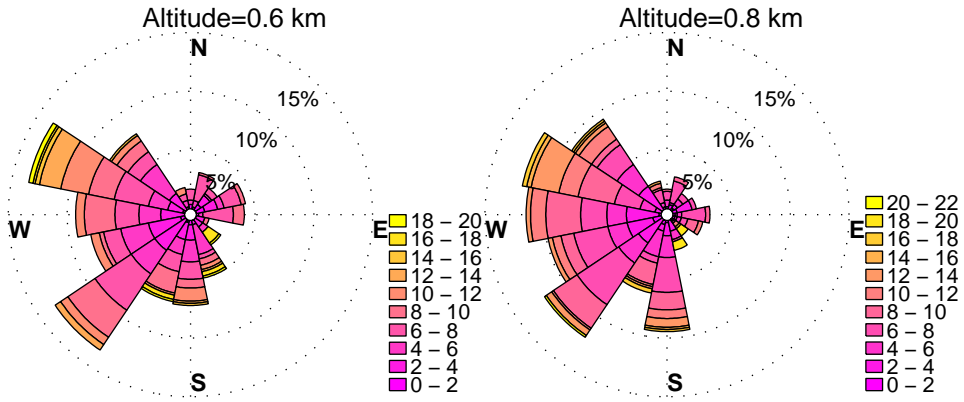 Altitude=0.6 km
N
15%
10%
5%
W
E
S
18 – 20
16 – 18
14 – 16
12 – 14
10 – 12
8 – 10
6 – 8
4 – 6
2 – 4
0 – 2
Altitude=0.8 km
N
15%
10%
5%
W
E
S
20 – 22
18 – 20
16 – 18
14 – 16
12 – 14
10 – 12
8 – 10
6 – 8
4 – 6
2 – 4
0 – 2